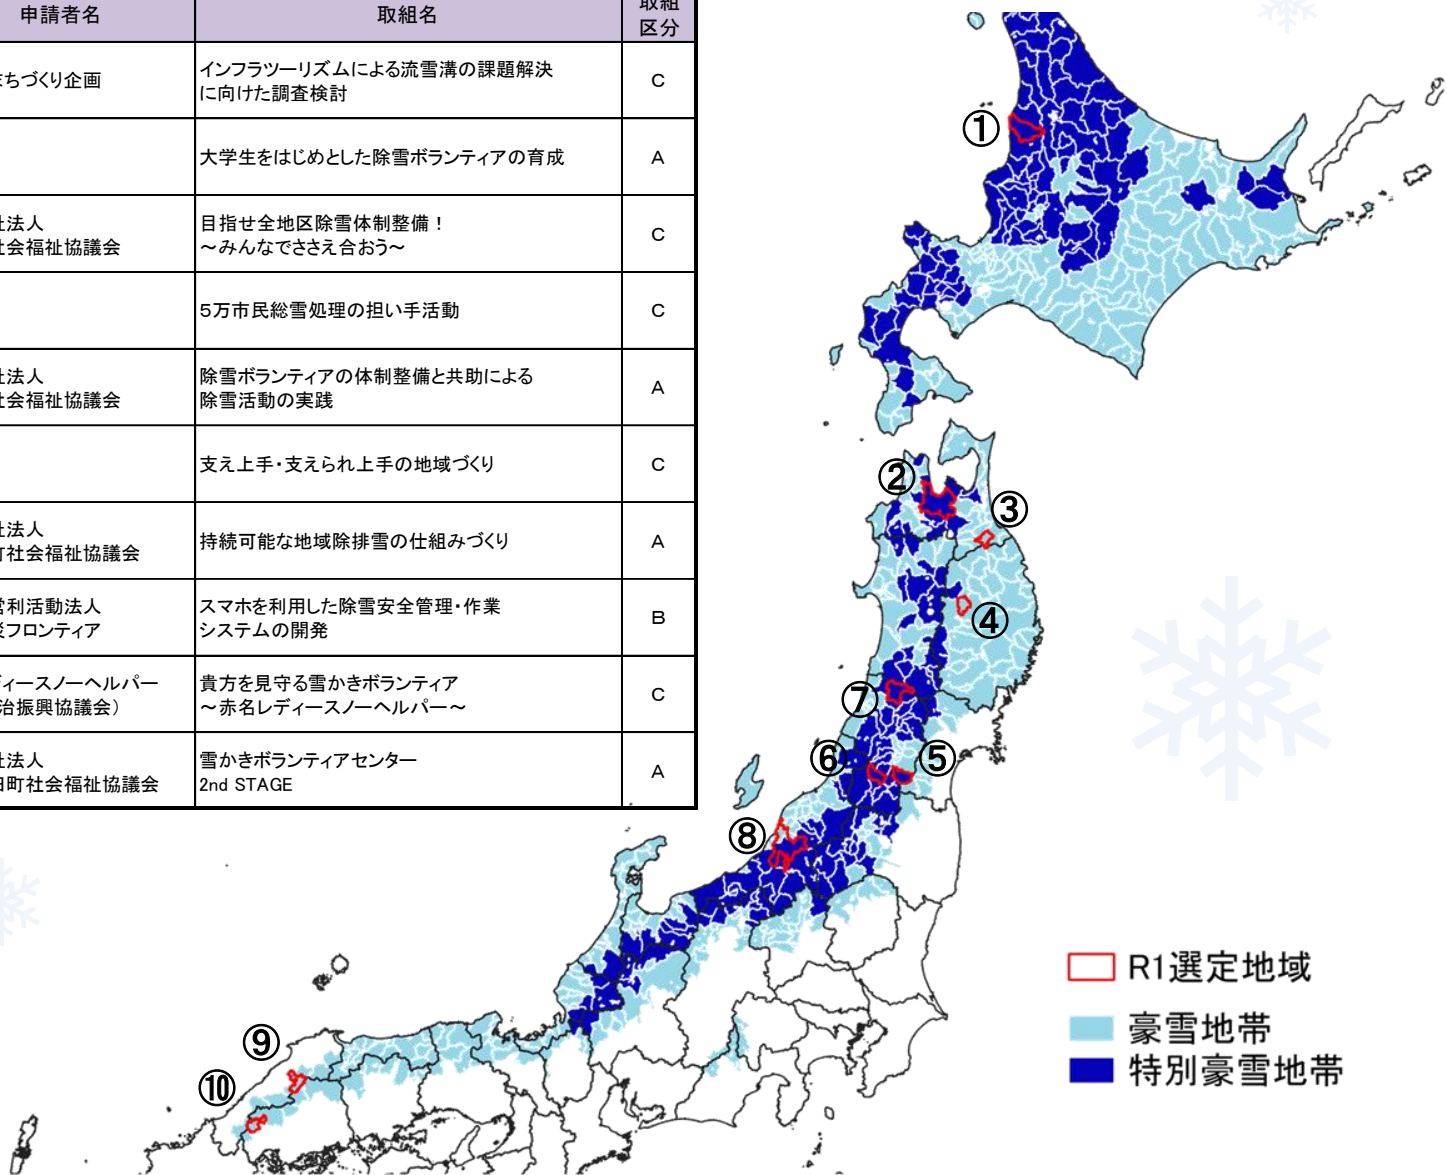 申請者名 取組名 取組
区分
まちづくり企画
インフラツーリズムによる流雪溝の課題解決
に向けた調査検討
C
大学生をはじめとした除雪ボランティアの育成
A
社法人
社会福祉協議会
目指せ全地区除雪体制整備！
～みんなでささえ合おう～
C
5万市民総雪処理の担い手活動
C
社法人
社会福祉協議会
除雪ボランティアの体制整備と共助による
除雪活動の実践
A
支え上手・支えられ上手の地域づくり
C
社法人
町社会福祉協議会
持続可能な地域除排雪の仕組みづくり
A
営利活動法人
災フロンティア
スマホを利用した除雪安全管理・作業
システムの開発
B
ディースノーヘルパー
治振興協議会）
貴方を見守る雪かきボランティア
～赤名レディースノーヘルパー～
C
社法人
田町社会福祉協議会
雪かきボランティアセンター
2nd STAGE
A
①
②
③
④
⑦
⑥
⑤
⑧
⑨
⑩
R1選定地域
豪雪地帯
特別豪雪地帯